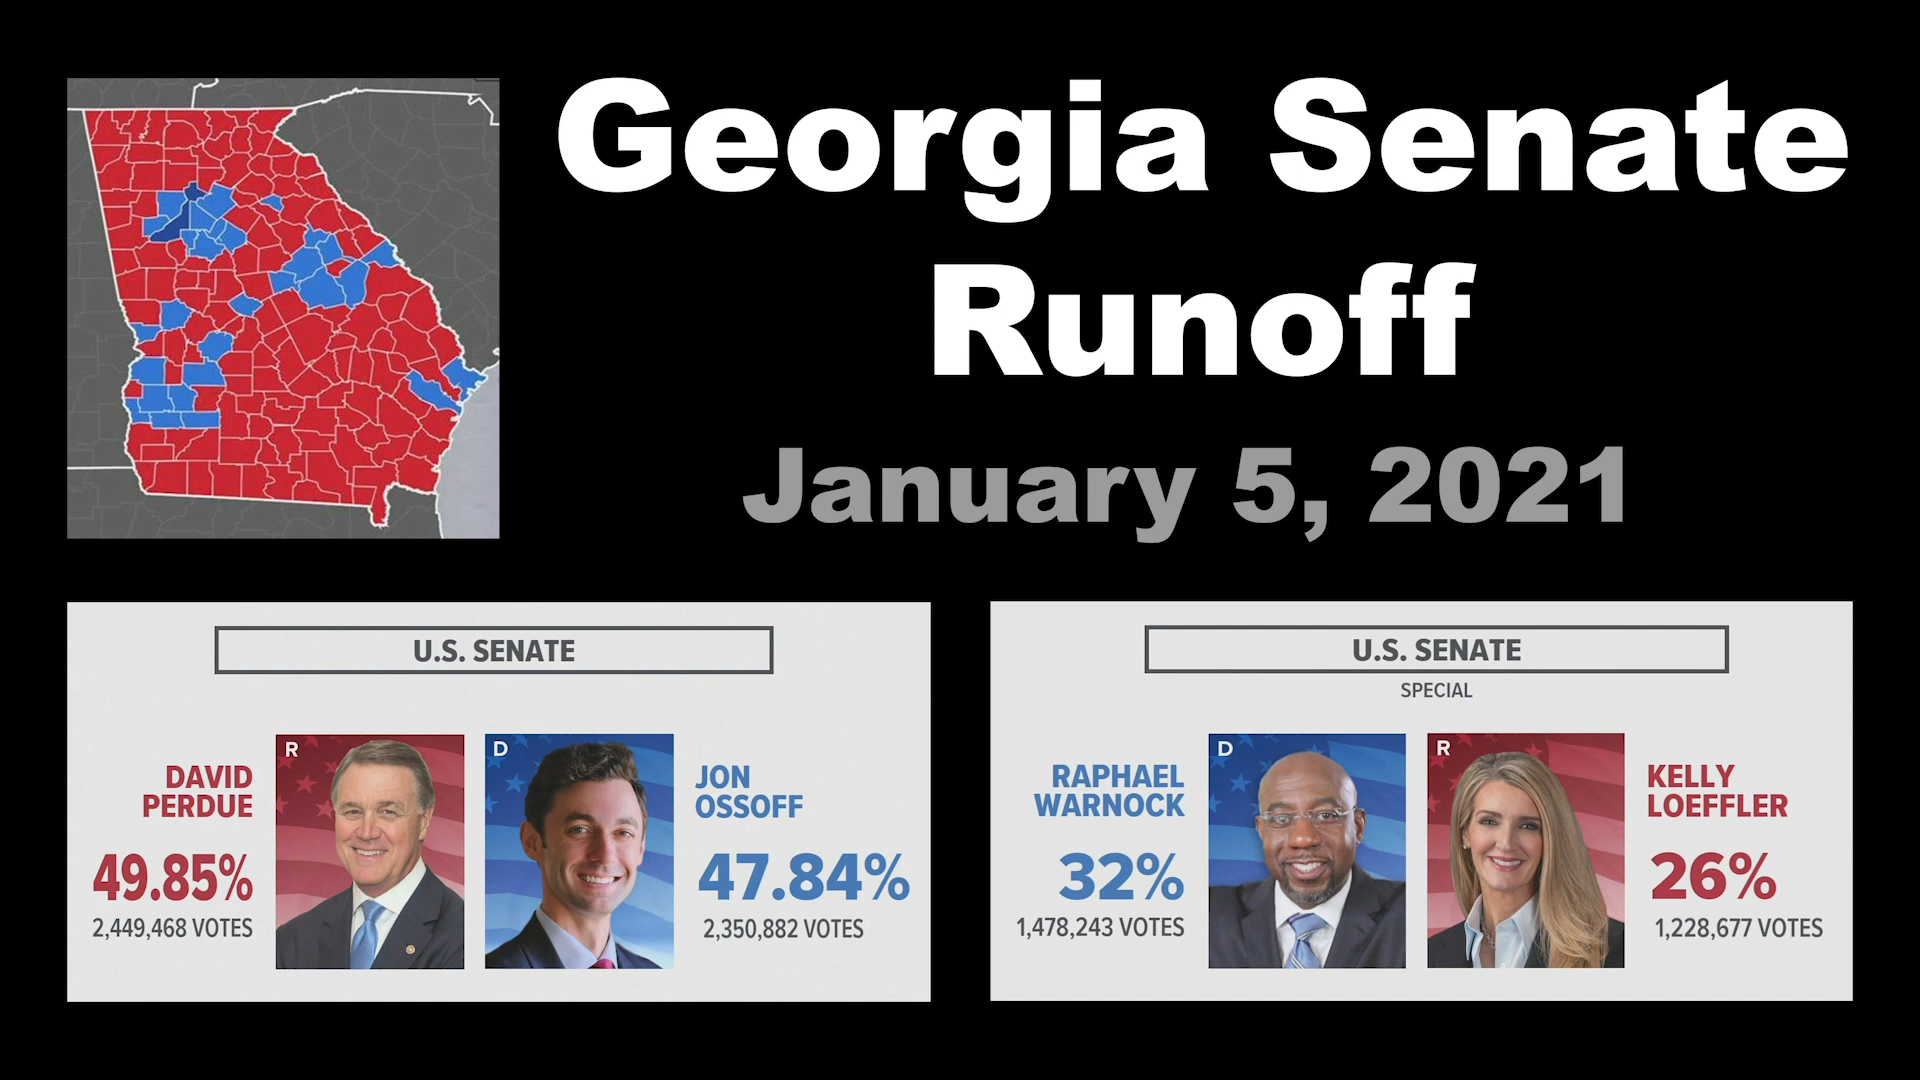 Georgia Senate
Runoff
January 5, 2021
U.S. SENATE
R
D
DAVID
PERDUE
49.85%
2,449,468 VOTES
JON
OSSOFF
47.84%
2,350,882 VOTES
U.S. SENATE
SPECIAL
D
R
RAPHAEL
WARNOCK
32%
1,478,243 VOTES
KELLY
LOEFFLER
26%
1,228,677 VOTES